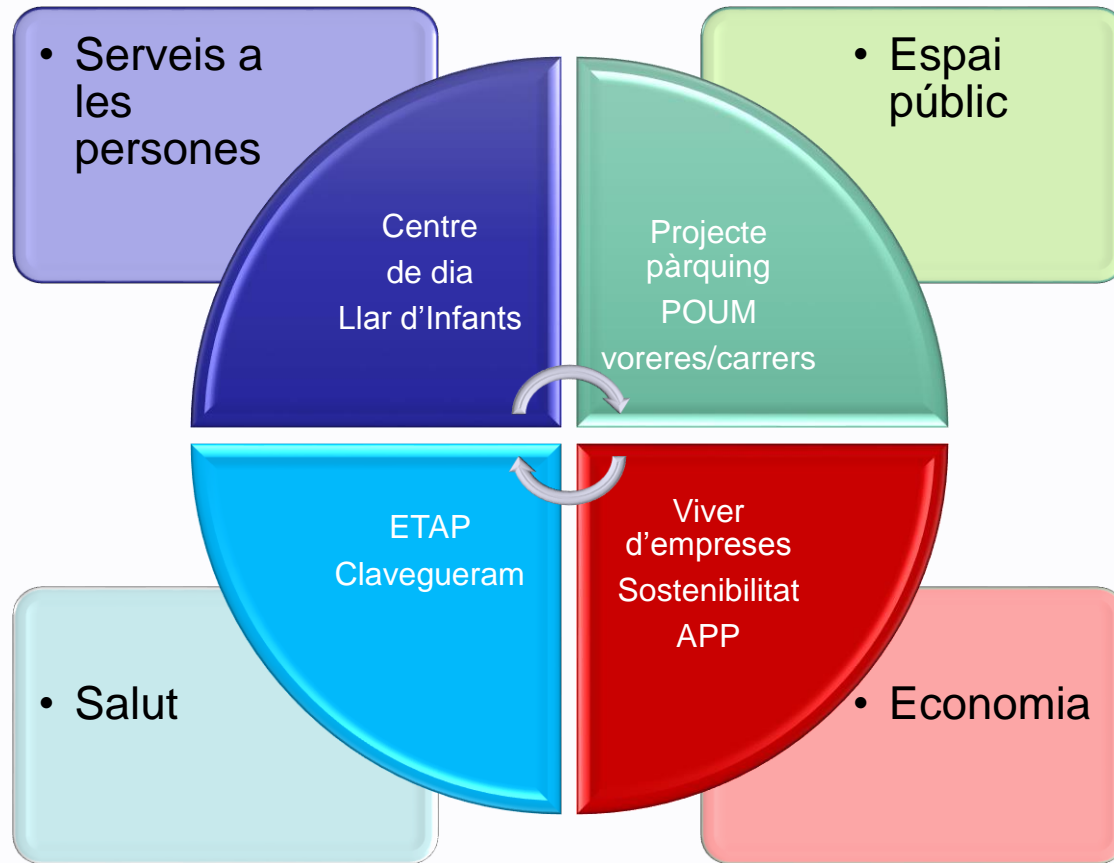 • Serveis a
les
persones
• Espai
públic
Centre
de dia
Llar d’Infants
Projecte
pàrquing
POUM
voreres/carrers
ETAP
Clavegueram
Viver
d’empreses
Sostenibilitat
APP
• Salut
• Economia